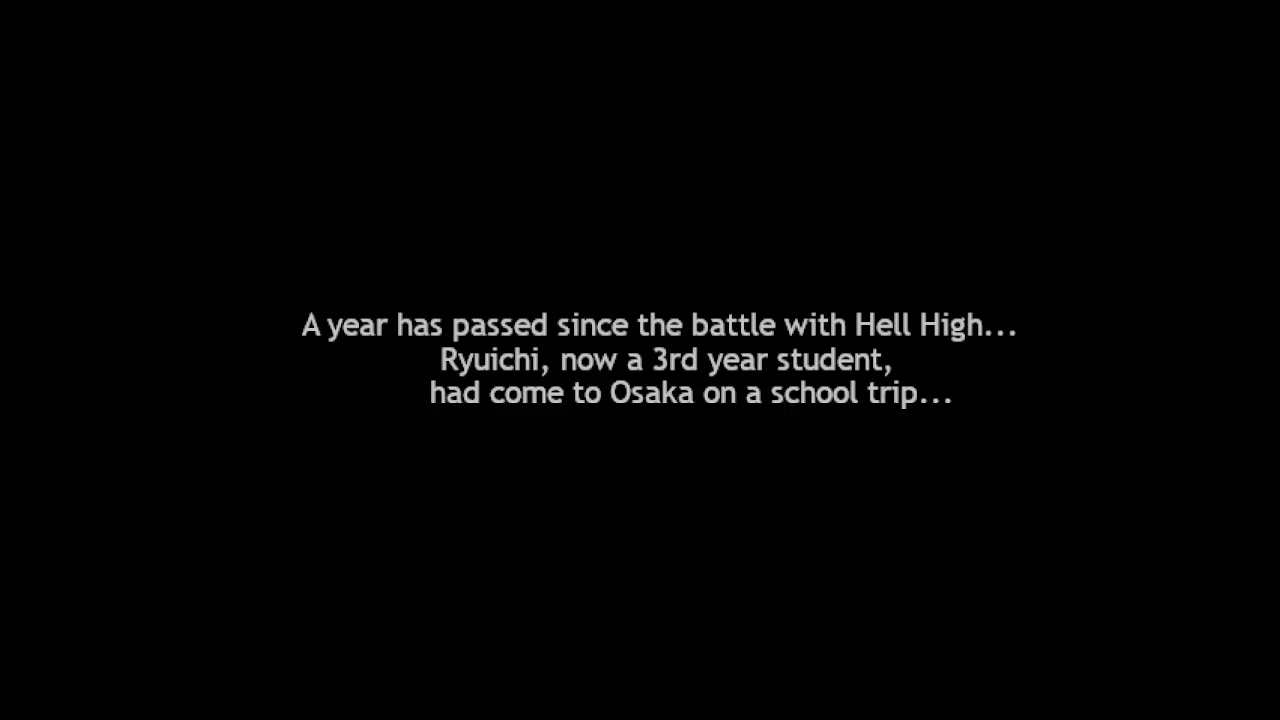 A year has passed since the battle with Hell High...
Ryuichi, now a 3rd year student,
had come to Osaka on a school trip...